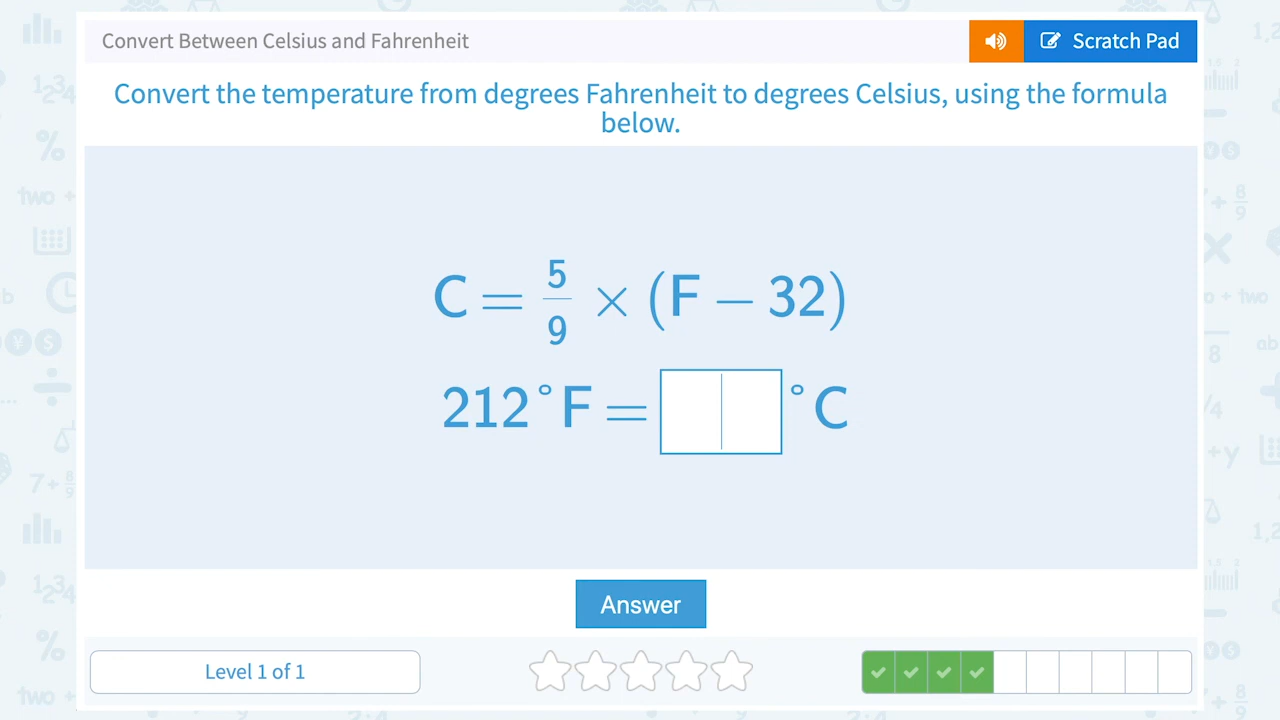 Convert Between Celsius and Fahrenheit
Scratch Pad
Convert the temperature from degrees Fahrenheit to degrees Celsius, using the formula
below.
C = 5/9 × (F − 32)
212°F = °C
Answer
Level 1 of 1